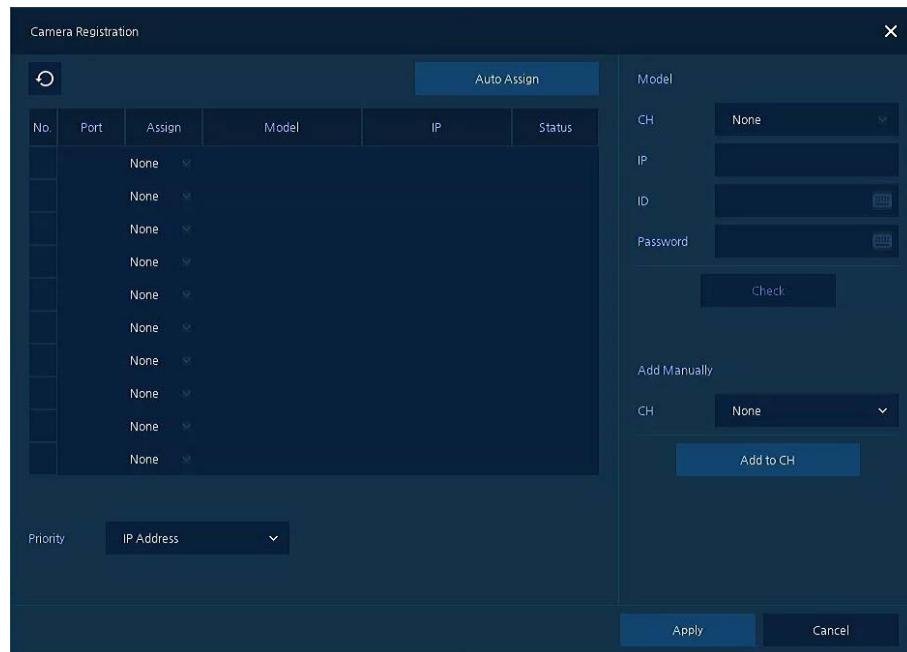 Camera Registration
Auto Assign
No. Port Assign Model IP Status
None
None
None
None
None
None
None
None
None
None
Priority IP Address
Model
CH None
IP
ID
Password
Check
Add Manually
CH None
Add to CH
Apply Cancel